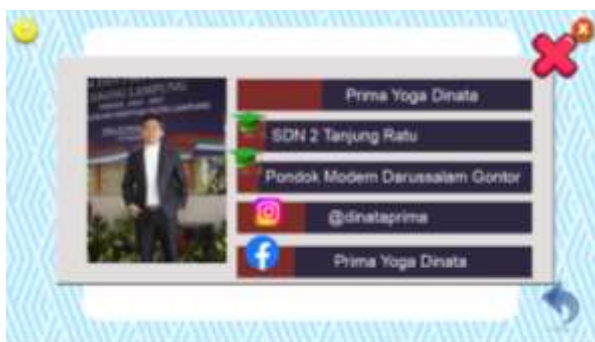 Prima Yoga Dinata
SDN 2 Tanjung Ratu
Pondok Modern Darussalam Gontor
@dinataprima
Prima Yoga Dinata